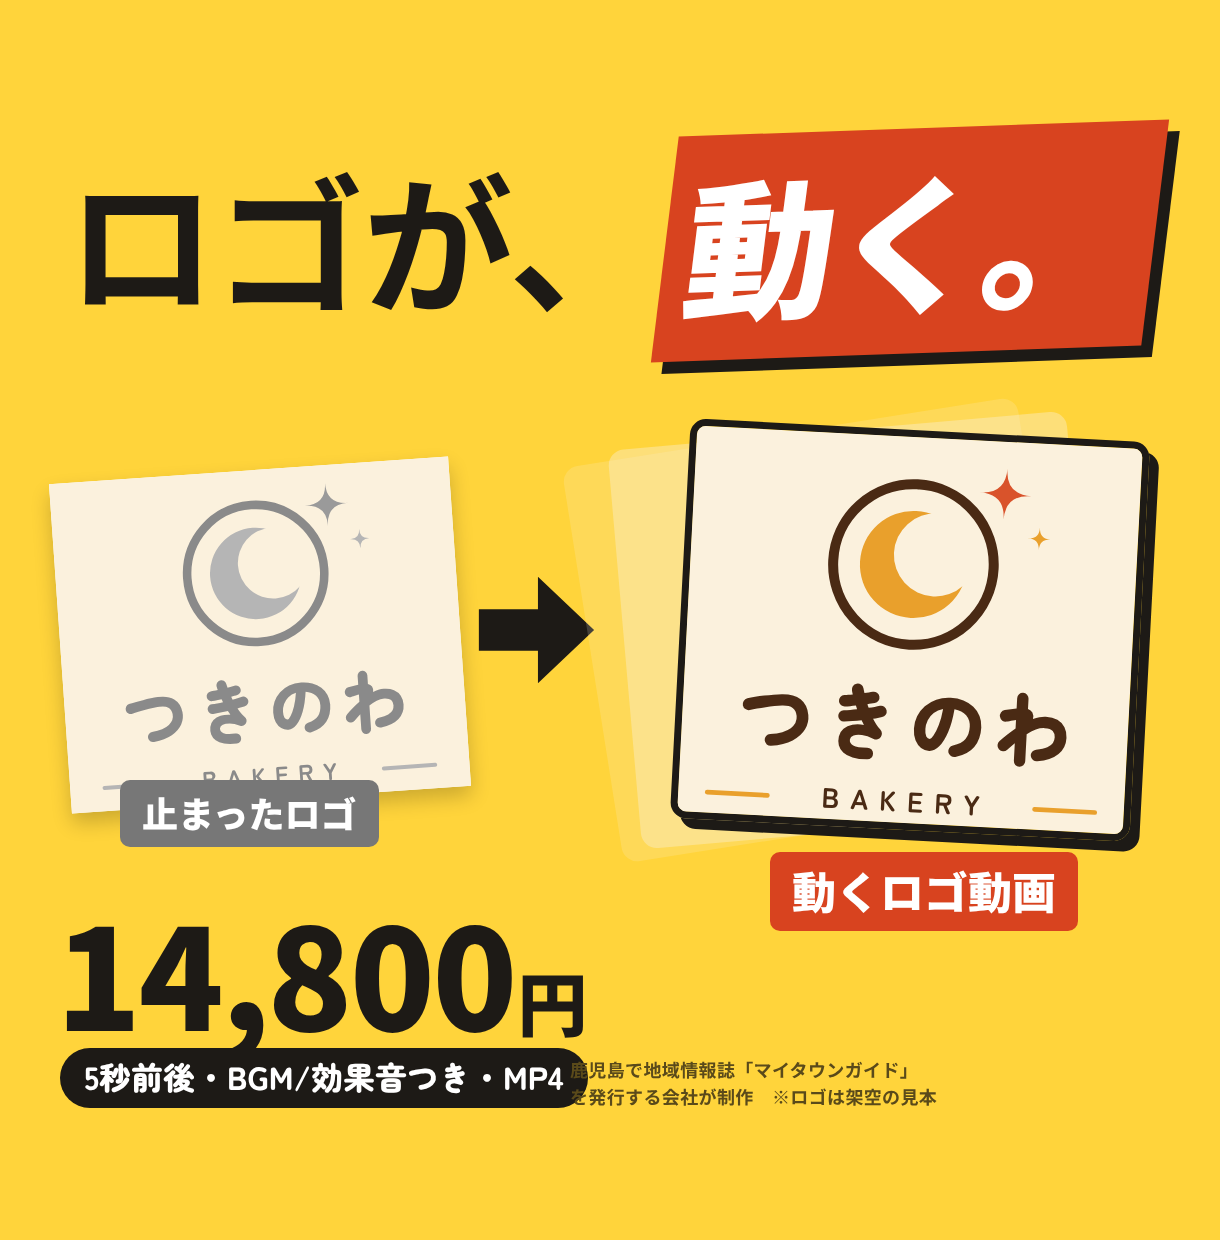 ロゴが、
動く。
つきのわ
BAKERY
止まったロゴ
つきのわ
BAKERY
動くロゴ動画
14,800円
5秒前後・BGM/効果音つき・MP4
鹿児島で地域情報誌「マイタウンガイド」
を発行する会社が制作　※ロゴは架空の見本